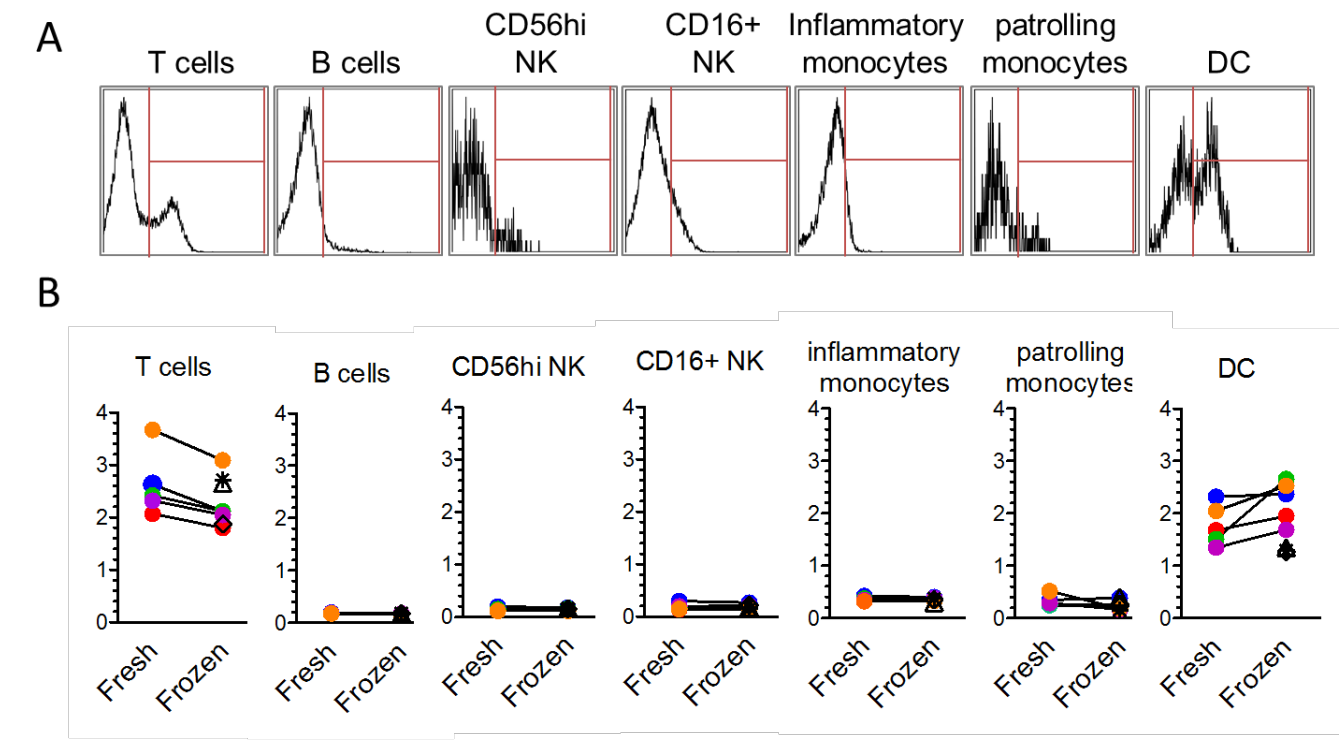 A
T cells
B cells
CD56hi
NK
CD16+
NK
Inflammatory
monocytes
patrolling
monocytes
DC
B
T cells
4
3
2
1
0
Fresh
Frozen
B cells
4
3
2
1
0
Fresh
Frozen
CD56hi NK
4
3
2
1
0
Fresh
Frozen
CD16+ NK
4
3
2
1
0
Fresh
Frozen
inflammatory
monocytes
4
3
2
1
0
Fresh
Frozen
patrolling
monocytes
4
3
2
1
0
Fresh
Frozen
DC
4
3
2
1
0
Fresh
Frozen